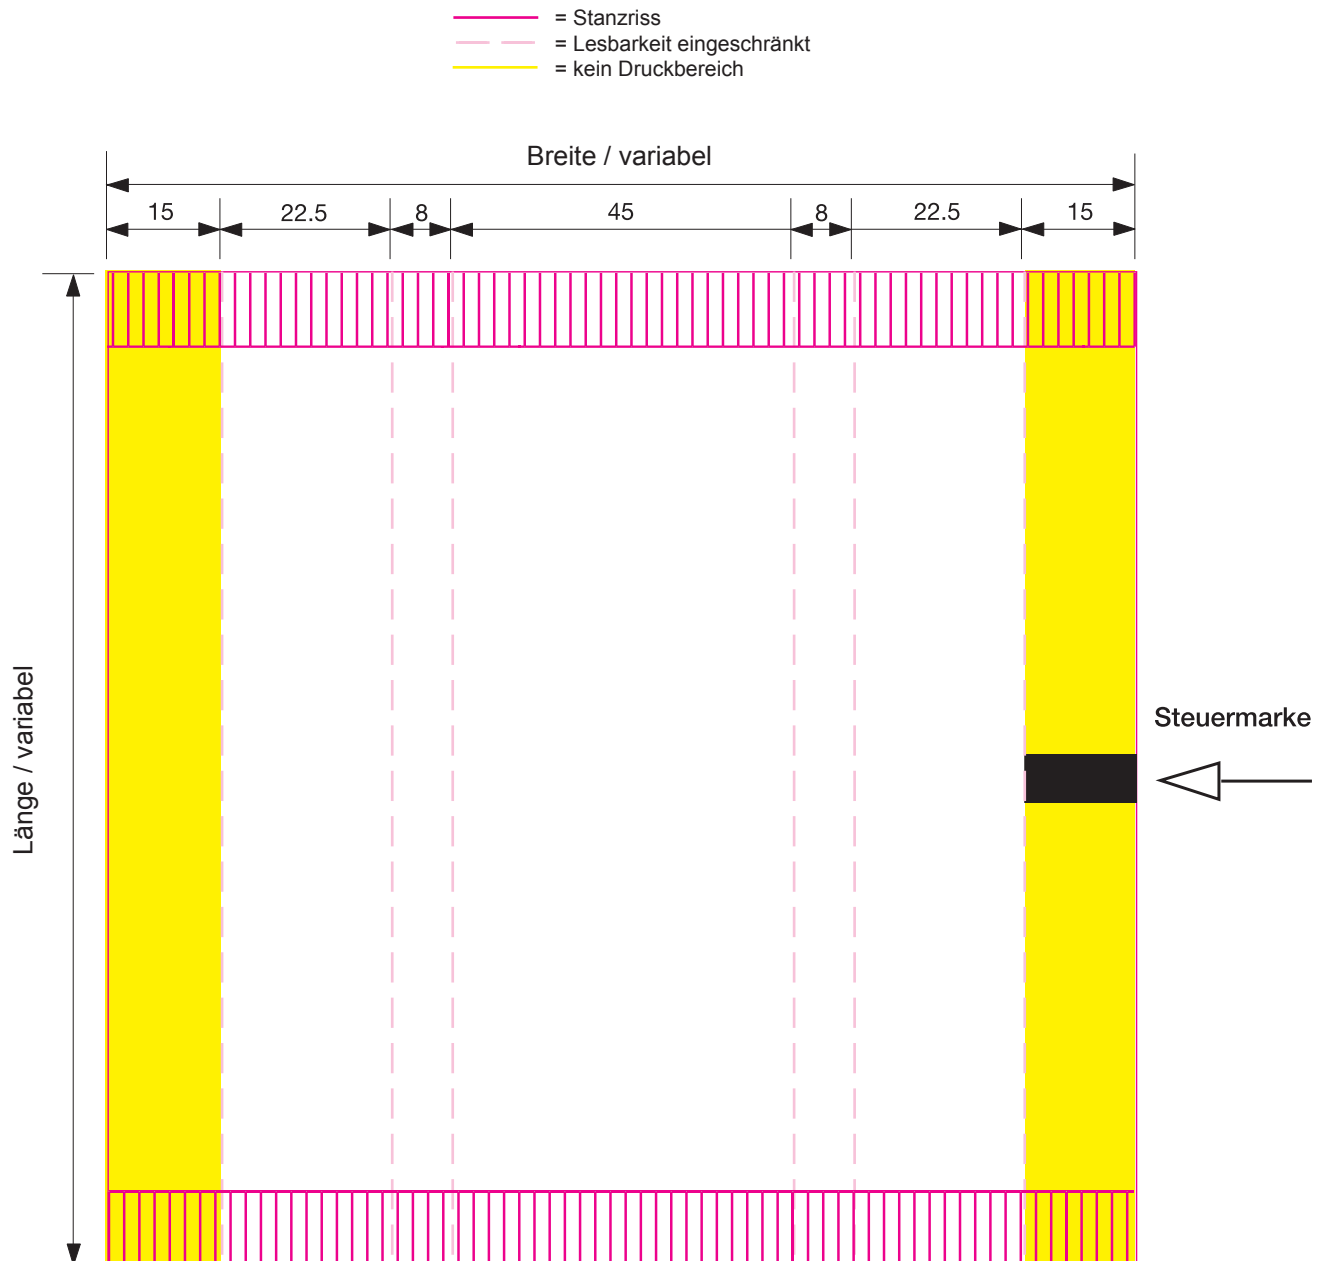 = Stanzriss
= Lesbarkeit eingeschränkt
= kein Druckbereich
Breite / variabel
15 22.5 8 45 8 22.5 15
Länge / variabel
Steuermarke